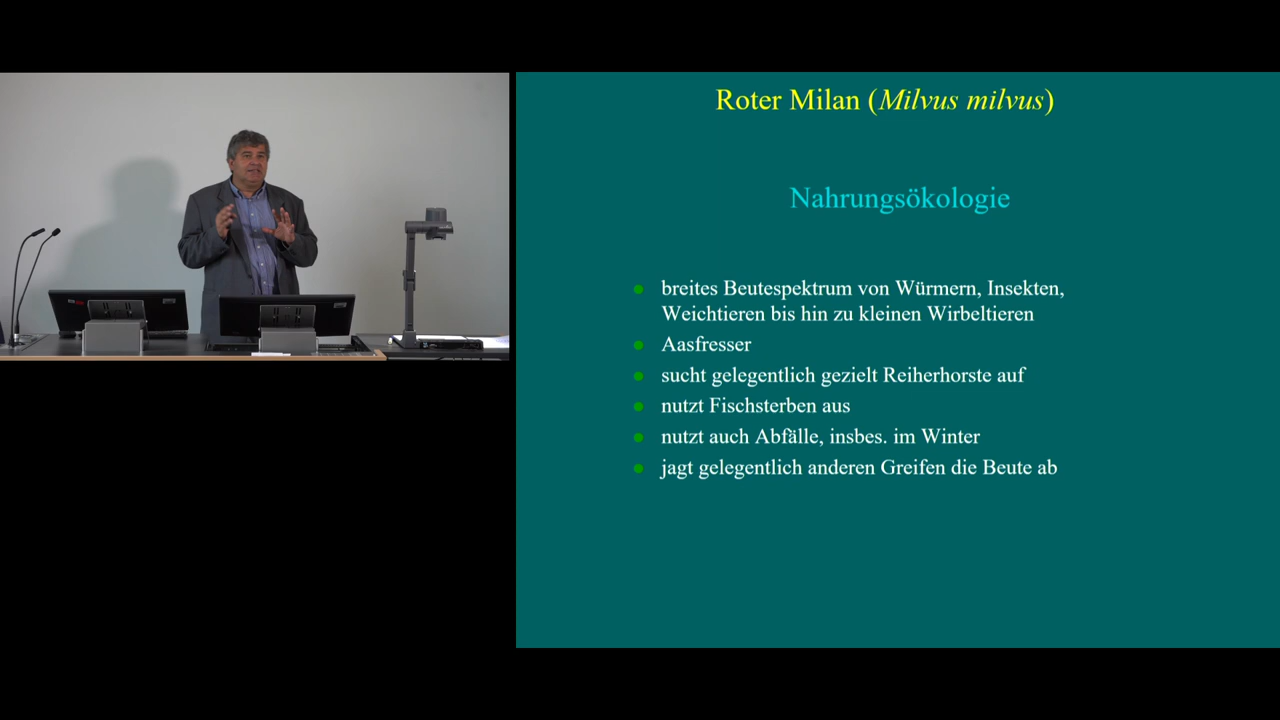 Roter Milan (Milvus milvus)
Nahrungsökologie
breites Beutespektrum von Würmern, Insekten,
Weichtieren bis hin zu kleinen Wirbeltieren
Aasfresser
sucht gelegentlich gezielt Reiherhorste auf
nutzt Fischsterben aus
nutzt auch Abfälle, insbes. im Winter
jagt gelegentlich anderen Greifen die Beute ab